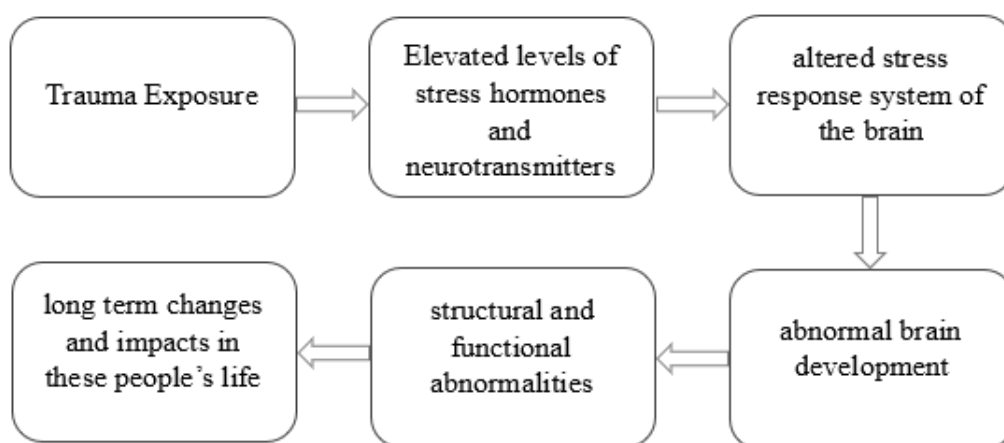 Trauma Exposure
Elevated levels of
stress hormones
and
neurotransmitters
altered stress
response system of
the brain
abnormal brain
development
structural and
functional
abnormalities
long term changes
and impacts in
these people’s life